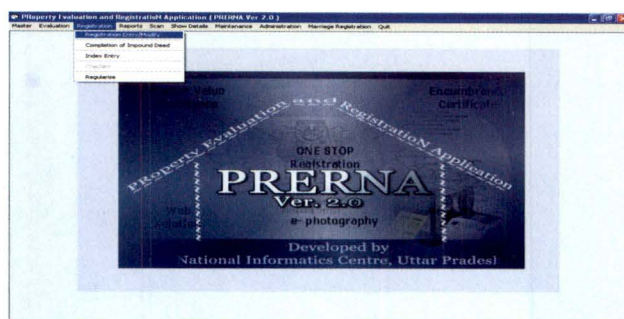 PRoperty Evaluation and RegistratioN Application ( PRERNA Ver 2.0 )
Master Evaluation Registration Reports Scan Show Details Maintenance Administration Marriage Registration Quit
Registration Entry/Modify
Completion of Impound Deed
Index Entry
Regularise
Value
Encumbrance
Certificate
PRoperty Evaluation and RegistratioN Application
ONE STOP
Registration
PRERNA
Ver. 2.0
Web
e- photography
Developed by
National Informatics Centre, Uttar Pradesh